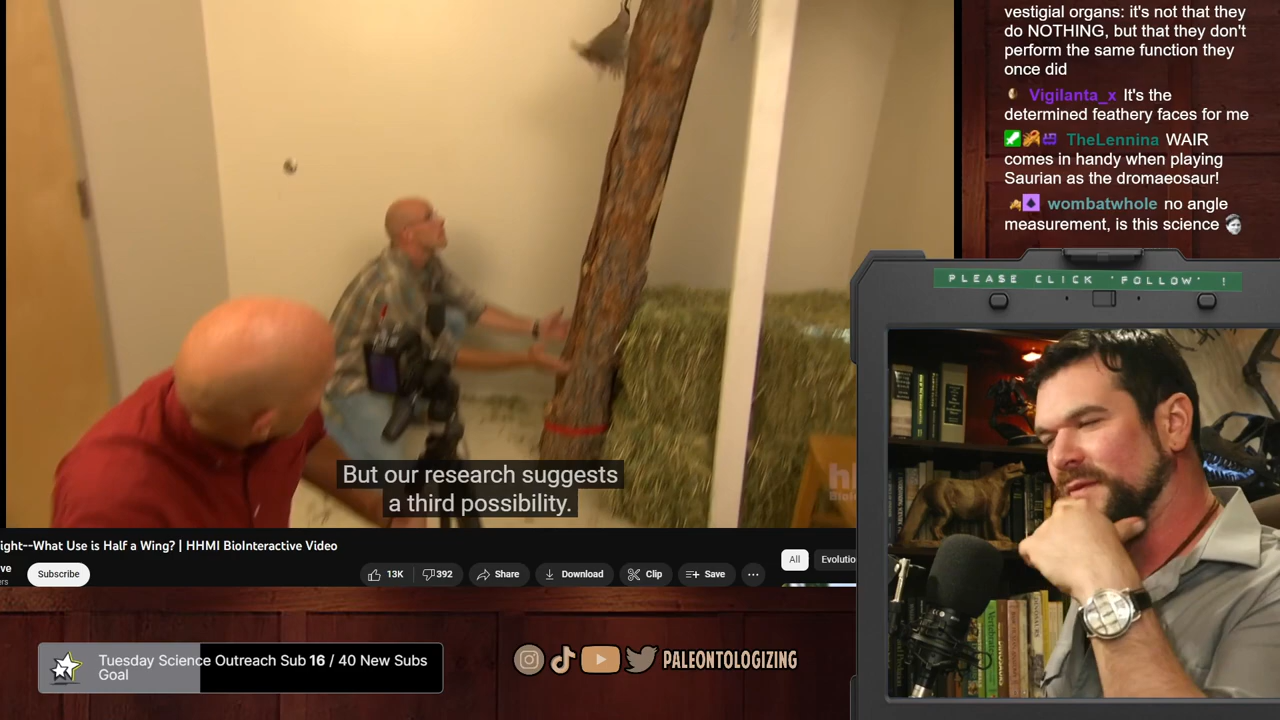 vestigial organs: it's not that they
do NOTHING, but that they don't
perform the same function they
once did
Vigilanta_x It's the
determined feathery faces for me
TheLennina WAIR
comes in handy when playing
Saurian as the dromaeosaur!
wombatwhole no angle
measurement, is this science
PLEASE CLICK 'FOLLOW' !
But our research suggests
a third possibility.
ight--What Use is Half a Wing? | HHMI BioInteractive Video
ve
ers
Subscribe
13K
392
Share
Download
Clip
Save
All
Evolutio
Tuesday Science Outreach Sub 16 / 40 New Subs
Goal
PALEONTOLOGIZING